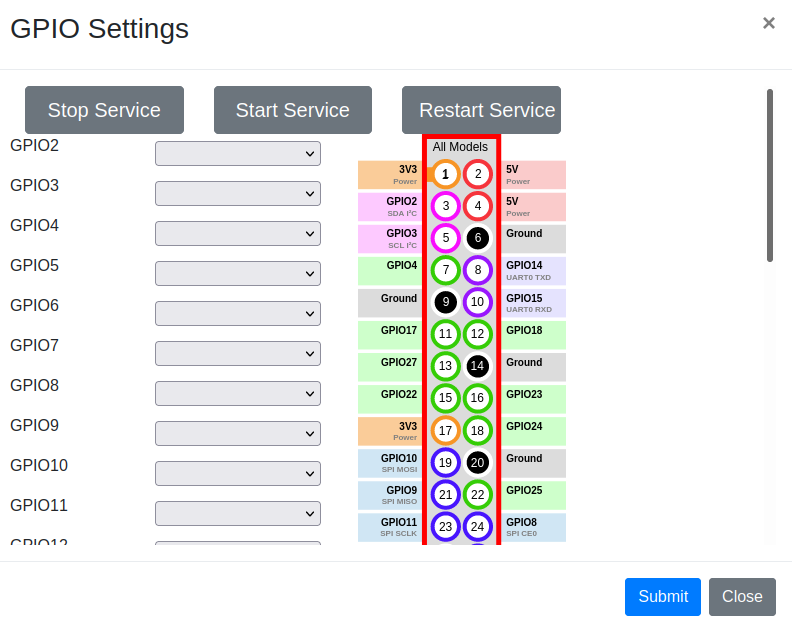 GPIO Settings
×
Stop Service Start Service Restart Service
GPIO2
GPIO3
GPIO4
GPIO5
GPIO6
GPIO7
GPIO8
GPIO9
GPIO10
GPIO11
GPIO12
All Models
3V3 1 2 5V
Power Power
GPIO2 3 4 5V
SDA I²C Power
GPIO3 5 6 Ground
SCL I²C
GPIO4 7 8 GPIO14
UART0 TXD
Ground 9 10 GPIO15
UART0 RXD
GPIO17 11 12 GPIO18
GPIO27 13 14 Ground
GPIO22 15 16 GPIO23
3V3 17 18 GPIO24
Power
GPIO10 19 20 Ground
SPI MOSI
GPIO9 21 22 GPIO25
SPI MISO
GPIO11 23 24 GPIO8
SPI SCLK SPI CE0
Submit Close